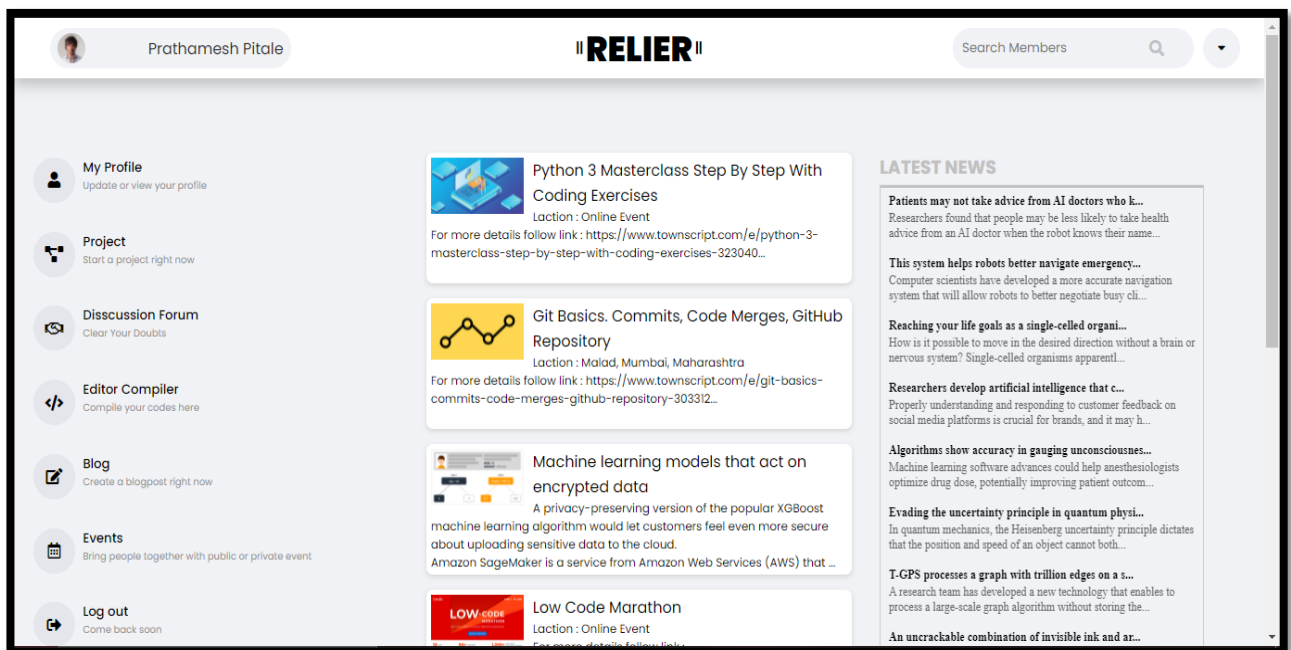 Prathamesh Pitale
RELIER
Search Members
My Profile
Update or view your profile
Project
Start a project right now
Disscussion Forum
Clear Your Doubts
Editor Compiler
Compile your codes here
Blog
Create a blogpost right now
Events
Bring people together with public or private event
Log out
Come back soon
Python 3 Masterclass Step By Step With
Coding Exercises
Laction : Online Event
For more details follow link : https://www.townscript.com/e/python-3-
masterclass-step-by-step-with-coding-exercises-323040...
Git Basics. Commits, Code Merges, GitHub
Repository
Laction : Malad, Mumbai, Maharashtra
For more details follow link : https://www.townscript.com/e/git-basics-
commits-code-merges-github-repository-303312...
Machine learning models that act on
encrypted data
A privacy-preserving version of the popular XGBoost
machine learning algorithm would let customers feel even more secure
about uploading sensitive data to the cloud.
Amazon SageMaker is a service from Amazon Web Services (AWS) that ...
LOW-CODE
Low Code Marathon
Laction : Online Event
For more details follow link :
LATEST NEWS
Patients may not take advice from AI doctors who k...
Researchers found that people may be less likely to take health
advice from an AI doctor when the robot knows their name...
This system helps robots better navigate emergency...
Computer scientists have developed a more accurate navigation
system that will allow robots to better negotiate busy cli...
Reaching your life goals as a single-celled organi...
How is it possible to move in the desired direction without a brain or
nervous system? Single-celled organisms apparentl...
Researchers develop artificial intelligence that c...
Properly understanding and responding to customer feedback on
social media platforms is crucial for brands, and it may h...
Algorithms show accuracy in gauging unconsciousnes...
Machine learning software advances could help anesthesiologists
optimize drug dose, potentially improving patient outcom...
Evading the uncertainty principle in quantum physi...
In quantum mechanics, the Heisenberg uncertainty principle dictates
that the position and speed of an object cannot both...
T-GPS processes a graph with trillion edges on a s...
A research team has developed a new technology that enables to
process a large-scale graph algorithm without storing the...
An uncrackable combination of invisible ink and ar...